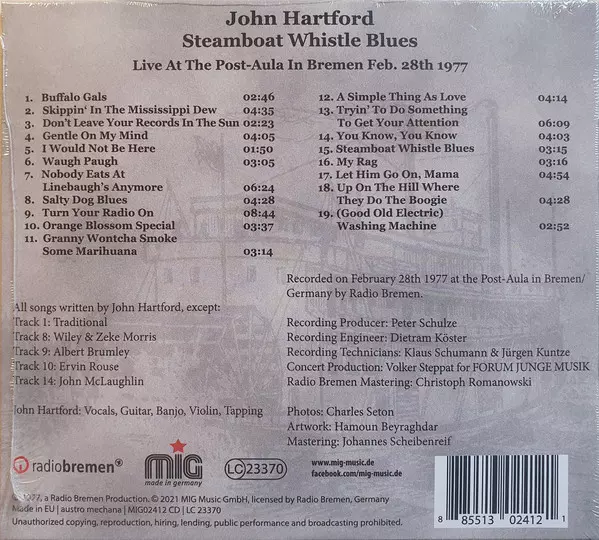 John Hartford
Steamboat Whistle Blues
Live At The Post-Aula In Bremen Feb. 28th 1977
1. Buffalo Gals 02:46
2. Skippin' In The Mississippi Dew 04:35
3. Don't Leave Your Records In The Sun 02:23
4. Gentle On My Mind 04:05
5. I Would Not Be Here 01:50
6. Waugh Paugh 03:05
7. Nobody Eats At
Linebaugh's Anymore 06:24
8. Salty Dog Blues 04:28
9. Turn Your Radio On 08:44
10. Orange Blossom Special 03:37
11. Granny Wontcha Smoke
Some Marihuana 03:14
12. A Simple Thing As Love 04:14
13. Tryin' To Do Something
To Get Your Attention 06:09
14. You Know, You Know 04:03
15. Steamboat Whistle Blues 03:15
16. My Rag 03:16
17. Let Him Go On, Mama 04:54
18. Up On The Hill Where
They Do The Boogie 04:28
19. (Good Old Electric)
Washing Machine 02:52
All songs written by John Hartford, except:
Track 1: Traditional
Track 8: Wiley & Zeke Morris
Track 9: Albert Brumley
Track 10: Ervin Rouse
Track 14: John McLaughlin
John Hartford: Vocals, Guitar, Banjo, Violin, Tapping
Recorded on February 28th 1977 at the Post-Aula in Bremen/
Germany by Radio Bremen.
Recording Producer: Peter Schulze
Recording Engineer: Dietram Köster
Recording Technicians: Klaus Schumann & Jürgen Kuntze
Concert Production: Volker Steppat for FORUM JUNGE MUSIK
Radio Bremen Mastering: Christoph Romanowski
Photos: Charles Seton
Artwork: Hamoun Beyraghdar
Mastering: Johannes Scheibenreif
radiobremen
MIG
made in germany
LC 23370
www.mig-music.de
facebook.com/mig-music.de
℗ 1977, a Radio Bremen Production. © 2021 MIG Music GmbH, licensed by Radio Bremen, Germany
Made in EU | austro mechana | MIG02412 CD | LC 23370
Unauthorized copying, reproduction, hiring, lending, public performance and broadcasting prohibited.
8 85513 02412 1